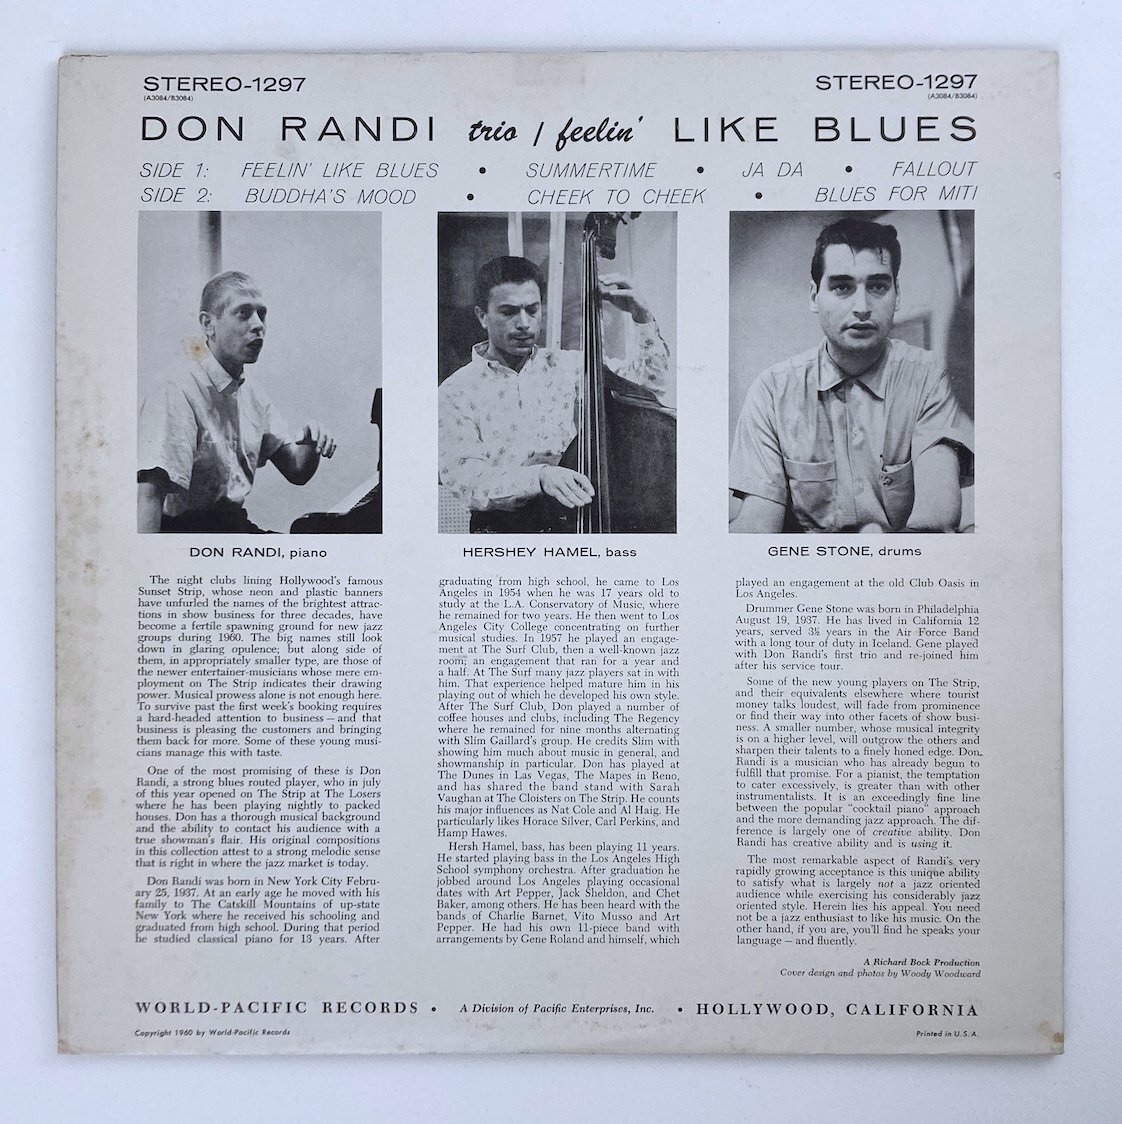 STEREO-1297 STEREO-1297
(A3084/B3084) (A3084/B3084)
DON RANDI trio / feelin' LIKE BLUES
SIDE 1: FEELIN' LIKE BLUES • SUMMERTIME • JA DA • FALLOUT
SIDE 2: BUDDHA'S MOOD • CHEEK TO CHEEK • BLUES FOR MITI
DON RANDI, piano
HERSHEY HAMEL, bass
GENE STONE, drums
The night clubs lining Hollywood's famous
Sunset Strip, whose neon and plastic banners
have unfurled the names of the brightest attrac-
tions in show business for three decades, have
become a fertile spawning ground for new jazz
groups during 1960. The big names still look
down in glaring opulence; but along side of
them, in appropriately smaller type, are those of
the newer entertainer-musicians whose mere em-
ployment on The Strip indicates their drawing
power. Musical prowess alone is not enough here.
To survive past the first week's booking requires
a hard-headed attention to business — and that
business is pleasing the customers and bringing
them back for more. Some of these young musi-
cians manage this with taste.
One of the most promising of these is Don
Randi, a strong blues routed player, who in july
of this year opened on The Strip at The Losers
where he has been playing nightly to packed
houses. Don has a thorough musical background
and the ability to contact his audience with a
true showman's flair. His original compositions
in this collection attest to a strong melodic sense
that is right in where the jazz market is today.
Don Randi was born in New York City Febru-
ary 25, 1937. At an early age he moved with his
family to The Catskill Mountains of up-state
New York where he received his schooling and
graduated from high school. During that period
he studied classical piano for 13 years. After
graduating from high school, he came to Los
Angeles in 1954 when he was 17 years old to
study at the L.A. Conservatory of Music, where
he remained for two years. He then went to Los
Angeles City College concentrating on further
musical studies. In 1957 he played an engage-
ment at The Surf Club, then a well-known jazz
room; an engagement that ran for a year and
a half. At The Surf many jazz players sat in with
him. That experience helped mature him in his
playing out of which he developed his own style.
After The Surf Club, Don played a number of
coffee houses and clubs, including The Regency
where he remained for nine months alternating
with Slim Gaillard's group. He credits Slim with
showing him much about music in general, and
showmanship in particular. Don has played at
The Dunes in Las Vegas, The Mapes in Reno,
and has shared the band stand with Sarah
Vaughan at The Cloisters on The Strip. He counts
his major influences as Nat Cole and Al Haig. He
particularly likes Horace Silver, Carl Perkins, and
Hamp Hawes.
Hersh Hamel, bass, has been playing 11 years.
He started playing bass in the Los Angeles High
School symphony orchestra. After graduation he
jobbed around Los Angeles playing occasional
dates with Art Pepper, Jack Sheldon, and Chet
Baker, among others. He has been heard with the
bands of Charlie Barnet, Vito Musso and Art
Pepper. He had his own 11-piece band with
arrangements by Gene Roland and himself, which
played an engagement at the old Club Oasis in
Los Angeles.
Drummer Gene Stone was born in Philadelphia
August 19, 1937. He has lived in California 12
years, served 3½ years in the Air Force Band
with a long tour of duty in Iceland. Gene played
with Don Randi's first trio and re-joined him
after his service tour.
Some of the new young players on The Strip,
and their equivalents elsewhere where tourist
money talks loudest, will fade from prominence
or find their way into other facets of show busi-
ness. A smaller number, whose musical integrity
is on a higher level, will outgrow the others and
sharpen their talents to a finely honed edge. Don
Randi is a musician who has already begun to
fulfill that promise. For a pianist, the temptation
to cater excessively, is greater than with other
instrumentalists. It is an exceedingly fine line
between the popular "cocktail piano" approach
and the more demanding jazz approach. The dif-
ference is largely one of creative ability. Don
Randi has creative ability and is using it.
The most remarkable aspect of Randi's very
rapidly growing acceptance is this unique ability
to satisfy what is largely not a jazz oriented
audience while exercising his considerably jazz
oriented style. Herein lies his appeal. You need
not be a jazz enthusiast to like his music. On the
other hand, if you are, you'll find he speaks your
language — and fluently.
A Richard Bock Production
Cover design and photos by Woody Woodward
WORLD-PACIFIC RECORDS • A Division of Pacific Enterprises, Inc. • HOLLYWOOD, CALIFORNIA
Copyright 1960 by World-Pacific Records Printed in U.S.A.